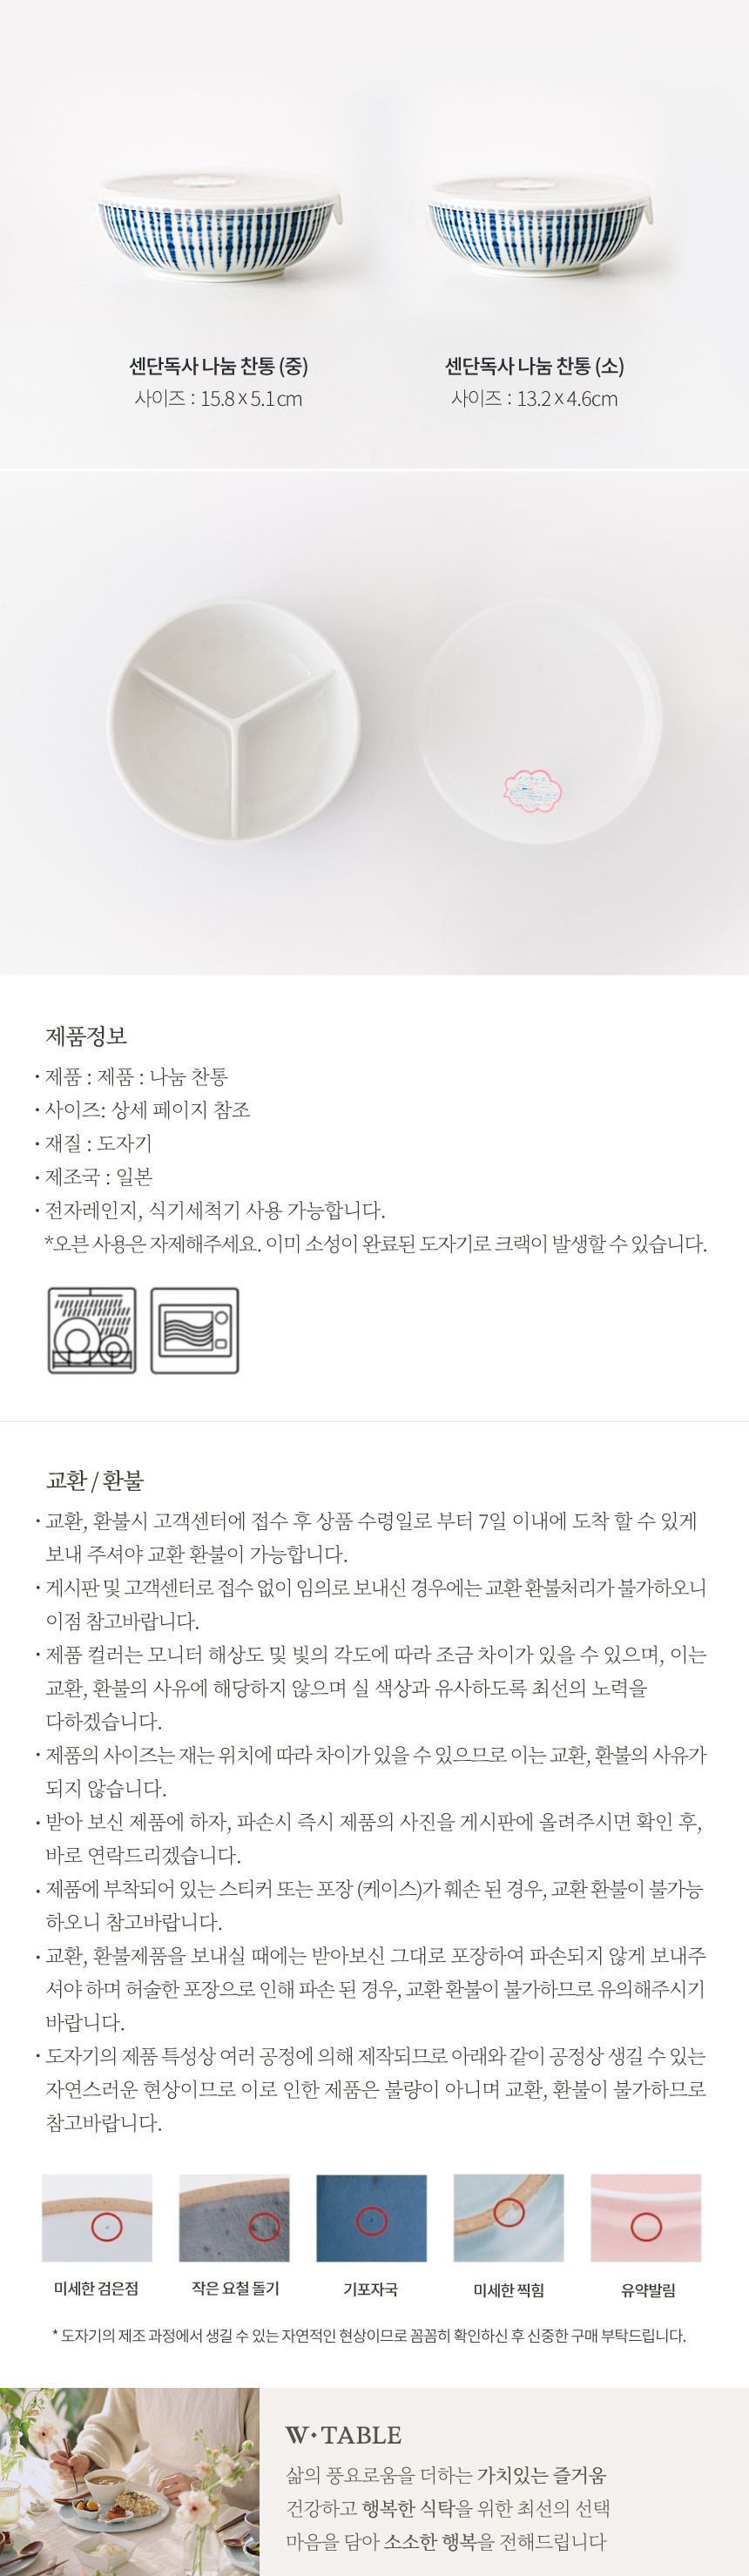 센단독사 나눔 찬통 (중)
사이즈 : 15.8 x 5.1cm
센단독사 나눔 찬통 (소)
사이즈 : 13.2 x 4.6cm
제품정보
· 제품 : 제품 : 나눔 찬통
· 사이즈: 상세 페이지 참조
· 재질 : 도자기
· 제조국 : 일본
· 전자레인지, 식기세척기 사용 가능합니다.
*오븐 사용은 자제해주세요. 이미 소성이 완료된 도자기로 크랙이 발생할 수 있습니다.
교환 / 환불
· 교환, 환불시 고객센터에 접수 후 상품 수령일로 부터 7일 이내에 도착 할 수 있게
보내 주셔야 교환 환불이 가능합니다.
· 게시판 및 고객센터로 접수 없이 임의로 보내신 경우에는 교환 환불처리가 불가하오니
이점 참고바랍니다.
· 제품 컬러는 모니터 해상도 및 빛의 각도에 따라 조금 차이가 있을 수 있으며, 이는
교환, 환불의 사유에 해당하지 않으며 실 색상과 유사하도록 최선의 노력을
다하겠습니다.
· 제품의 사이즈는 재는 위치에 따라 차이가 있을 수 있으므로 이는 교환, 환불의 사유가
되지 않습니다.
· 받아 보신 제품에 하자, 파손시 즉시 제품의 사진을 게시판에 올려주시면 확인 후,
바로 연락드리겠습니다.
· 제품에 부착되어 있는 스티커 또는 포장 (케이스)가 훼손 된 경우, 교환 환불이 불가능
하오니 참고바랍니다.
· 교환, 환불제품을 보내실 때에는 받아보신 그대로 포장하여 파손되지 않게 보내주
셔야 하며 허술한 포장으로 인해 파손 된 경우, 교환 환불이 불가하므로 유의해주시기
바랍니다.
· 도자기의 제품 특성상 여러 공정에 의해 제작되므로 아래와 같이 공정상 생길 수 있는
자연스러운 현상이므로 이로 인한 제품은 불량이 아니며 교환, 환불이 불가하므로
참고바랍니다.
미세한 검은점
작은 요철 돌기
기포자국
미세한 찍힘
유약발림
* 도자기의 제조 과정에서 생길 수 있는 자연적인 현상이므로 꼼꼼히 확인하신 후 신중한 구매 부탁드립니다.
W·TABLE
삶의 풍요로움을 더하는 가치있는 즐거움
건강하고 행복한 식탁을 위한 최선의 선택
마음을 담아 소소한 행복을 전해드립니다